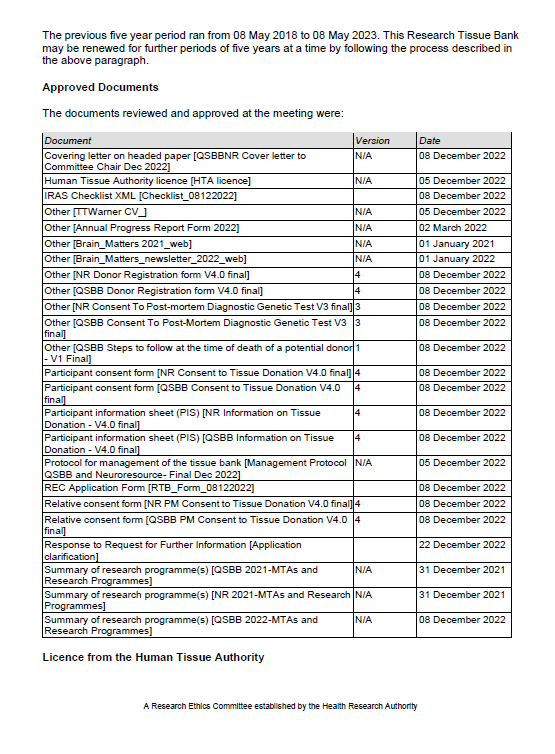 The previous five year period ran from 08 May 2018 to 08 May 2023. This Research Tissue Bank
may be renewed for further periods of five years at a time by following the process described in
the above paragraph.
Approved Documents
The documents reviewed and approved at the meeting were:
Document Version Date
Covering letter on headed paper [QSBBNR Cover letter to N/A 08 December 2022
Committee Chair Dec 2022]
Human Tissue Authority licence [HTA licence] N/A 05 December 2022
IRAS Checklist XML [Checklist_08122022] 08 December 2022
Other [TTWarner CV_] N/A 05 December 2022
Other [Annual Progress Report Form 2022] N/A 02 March 2022
Other [Brain_Matters 2021_web] N/A 01 January 2021
Other [Brain_Matters_newsletter_2022_web] N/A 01 January 2022
Other [NR Donor Registration form V4.0 final] 4 08 December 2022
Other [QSBB Donor Registration form V4.0 final] 4 08 December 2022
Other [NR Consent To Post-mortem Diagnostic Genetic Test V3 final] 3 08 December 2022
Other [QSBB Consent To Post-Mortem Diagnostic Genetic Test V3 3 08 December 2022
final]
Other [QSBB Steps to follow at the time of death of a potential donor 1 08 December 2022
- V1 Final]
Participant consent form [NR Consent to Tissue Donation V4.0 final] 4 08 December 2022
Participant consent form [QSBB Consent to Tissue Donation V4.0 4 08 December 2022
final]
Participant information sheet (PIS) [NR Information on Tissue 4 08 December 2022
Donation - V4.0 final]
Participant information sheet (PIS) [QSBB Information on Tissue 4 08 December 2022
Donation - V4.0 final]
Protocol for management of the tissue bank [Management Protocol N/A 05 December 2022
QSBB and Neuroresource- Final Dec 2022]
REC Application Form [RTB_Form_08122022] 08 December 2022
Relative consent form [NR PM Consent to Tissue Donation V4.0 final] 4 08 December 2022
Relative consent form [QSBB PM Consent to Tissue Donation V4.0 4 08 December 2022
final]
Response to Request for Further Information [Application 22 December 2022
clarification]
Summary of research programme(s) [QSBB 2021-MTAs and N/A 31 December 2021
Research Programmes]
Summary of research programme(s) [NR 2021-MTAs and Research N/A 31 December 2021
Programmes]
Summary of research programme(s) [QSBB 2022-MTAs and N/A 08 December 2022
Research Programmes]
Licence from the Human Tissue Authority
A Research Ethics Committee established by the Health Research Authority